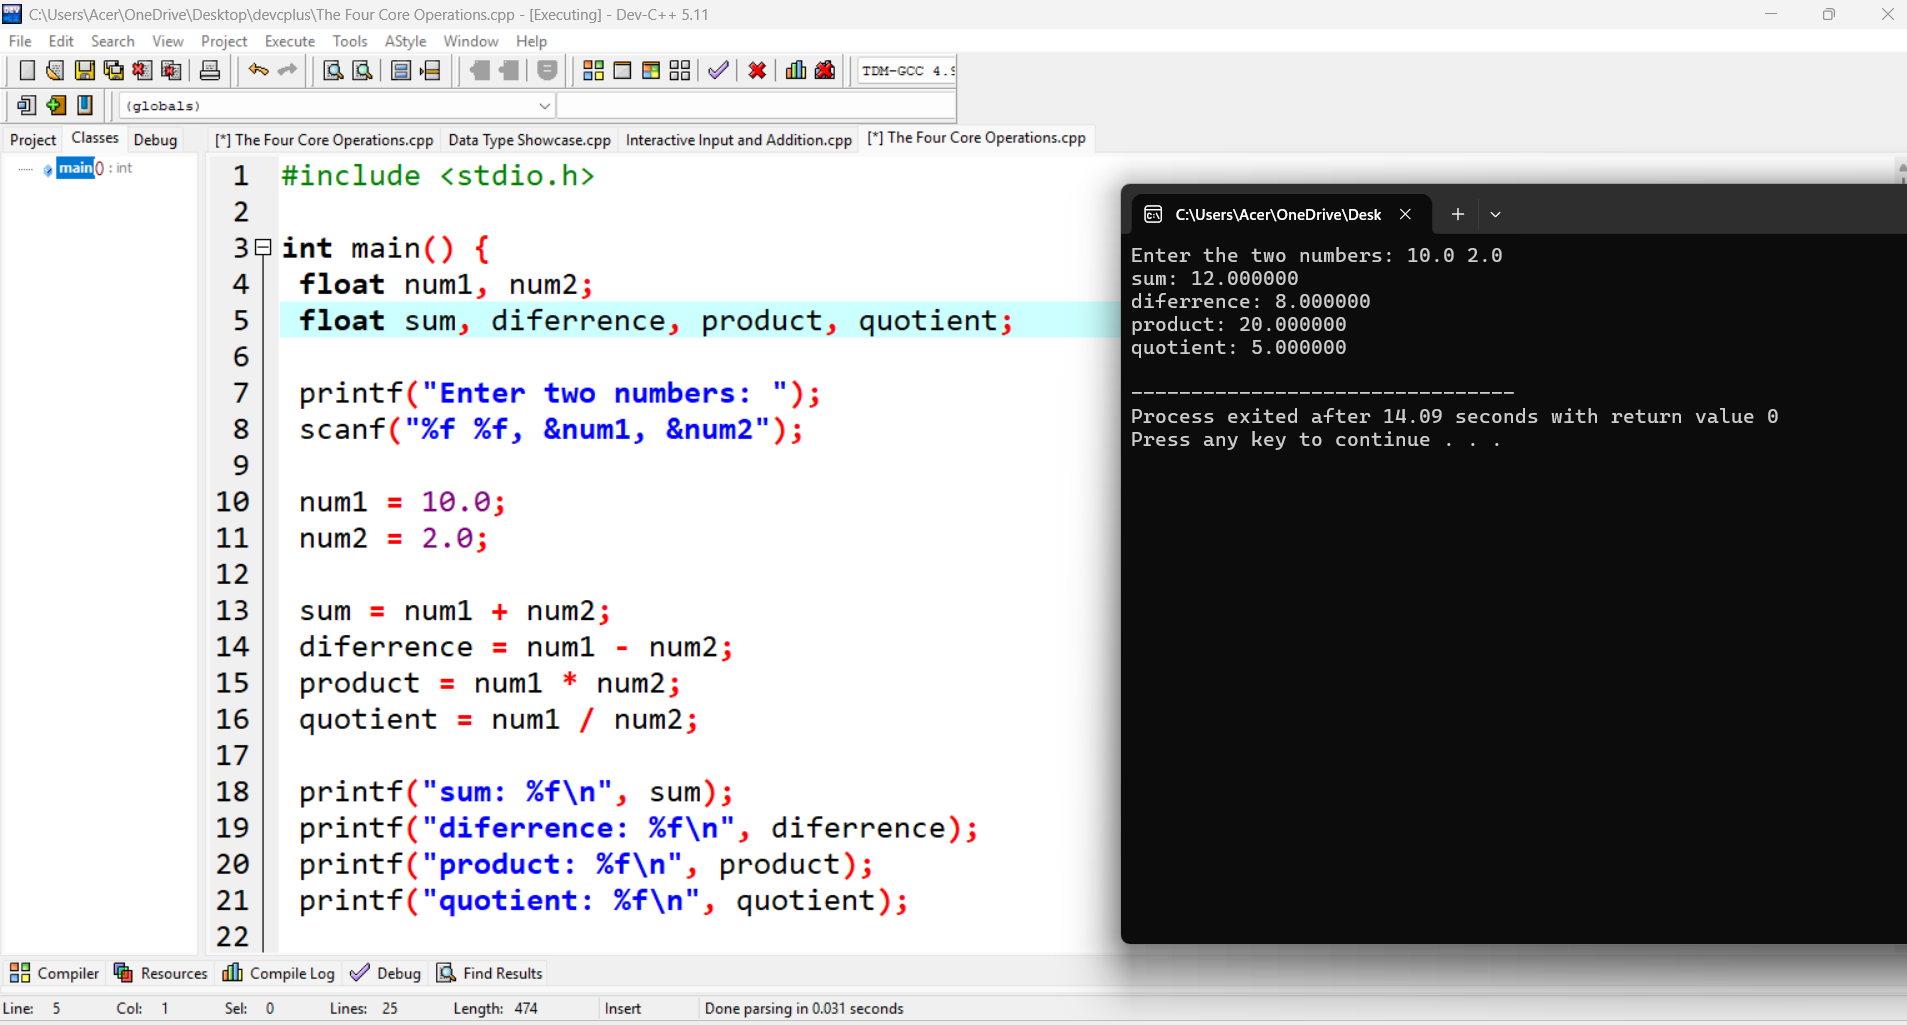 C:\Users\Acer\OneDrive\Desktop\devcplus\The Four Core Operations.cpp - [Executing] - Dev-C++ 5.11
File Edit Search View Project Execute Tools AStyle Window Help
TDM-GCC 4.9
(globals)
Project Classes Debug
[*] The Four Core Operations.cpp Data Type Showcase.cpp Interactive Input and Addition.cpp [*] The Four Core Operations.cpp
main() : int
1 #include <stdio.h>
2
3 int main() {
4 float num1, num2;
5 float sum, diferrence, product, quotient;
6
7 printf("Enter two numbers: ");
8 scanf("%f %f, &num1, &num2");
9
10 num1 = 10.0;
11 num2 = 2.0;
12
13 sum = num1 + num2;
14 diferrence = num1 - num2;
15 product = num1 * num2;
16 quotient = num1 / num2;
17
18 printf("sum: %f\n", sum);
19 printf("diferrence: %f\n", diferrence);
20 printf("product: %f\n", product);
21 printf("quotient: %f\n", quotient);
22
C:\Users\Acer\OneDrive\Desk
Enter the two numbers: 10.0 2.0
sum: 12.000000
diferrence: 8.000000
product: 20.000000
quotient: 5.000000
--------------------------------
Process exited after 14.09 seconds with return value 0
Press any key to continue . . .
Compiler Resources Compile Log Debug Find Results
Line: 5 Col: 1 Sel: 0 Lines: 25 Length: 474 Insert Done parsing in 0.031 seconds